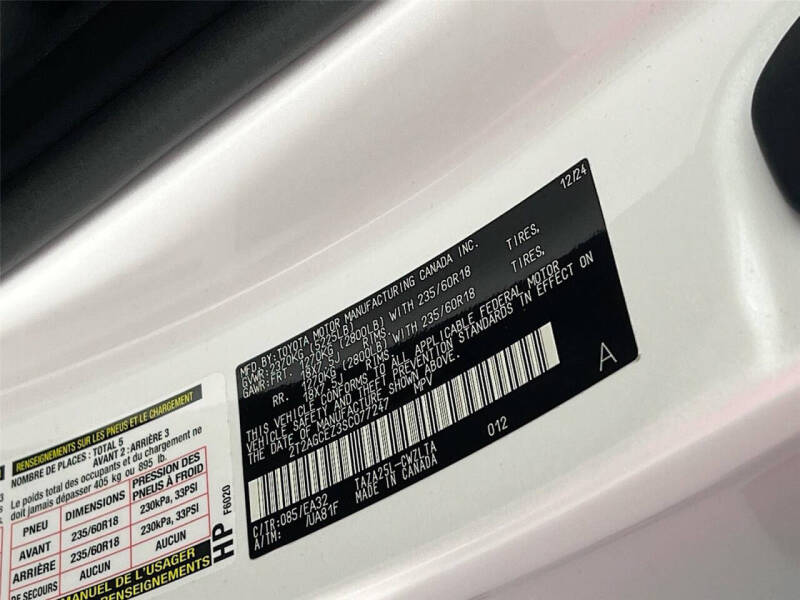 12/24
MFD. BY:TOYOTA MOTOR MANUFACTURING CANADA INC.
GVWR:2370KG (5225LB)
GAWR:FRT. 1270KG (2800LB) WITH 235/60R18 TIRES,
18X7.5J RIMS.
RR. 1270KG (2800LB) WITH 235/60R18 TIRES,
18X7.5J RIMS.
THIS VEHICLE CONFORMS TO ALL APPLICABLE FEDERAL MOTOR
VEHICLE SAFETY AND THEFT PREVENTION STANDARDS IN EFFECT ON
THE DATE OF MANUFACTURE SHOWN ABOVE.
2T2AGCEZ3SC077247 MPV
A
C/TR:085/EA32 TAZA25L-CWZLTA 012
A/TM: /UA81F MADE IN CANADA
RENSEIGNEMENTS SUR LES PNEUS ET LE CHARGEMENT
NOMBRE DE PLACES: TOTAL 5
AVANT 2:ARRIÈRE 3
Le poids total des occupants et du chargement ne
doit jamais dépasser 405 kg ou 895 lb.
PNEU DIMENSIONS PRESSION DES PNEUS À FROID
AVANT 235/60R18 230kPa, 33PSI
ARRIÈRE 235/60R18 230kPa, 33PSI
DE SECOURS AUCUN AUCUN
MANUEL DE L'USAGER
RENSEIGNEMENTS
HP
F6020